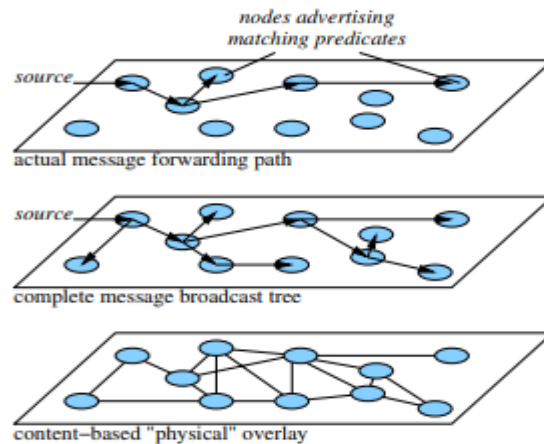 nodes advertising
matching predicates
source
actual message forwarding path
source
complete message broadcast tree
content−based "physical" overlay